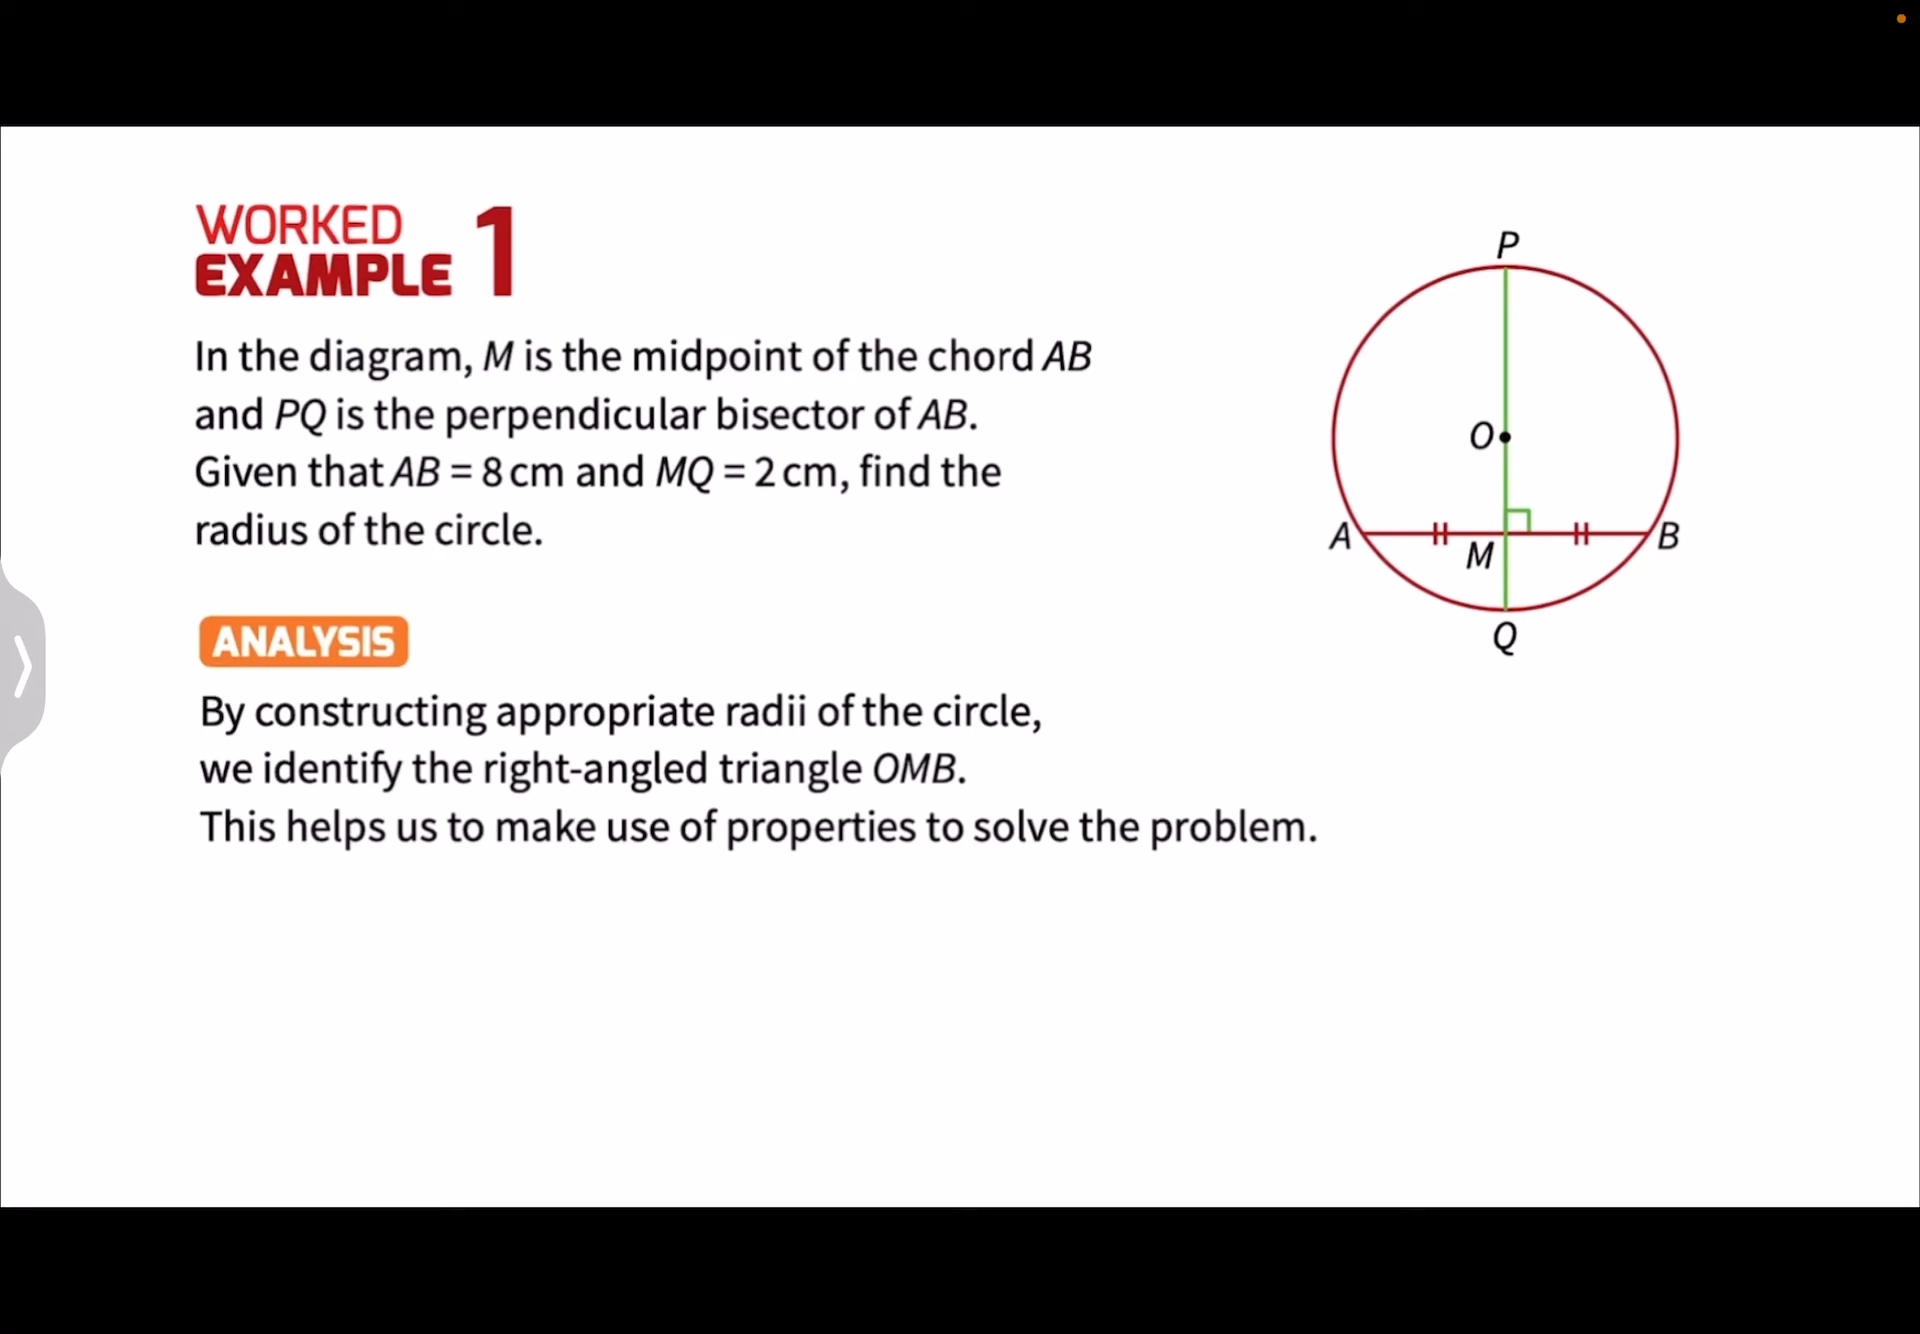 WORKED
EXAMPLE 1
In the diagram, M is the midpoint of the chord AB
and PQ is the perpendicular bisector of AB.
Given that AB = 8 cm and MQ = 2 cm, find the
radius of the circle.
P
O
A
M
B
Q
ANALYSIS
By constructing appropriate radii of the circle,
we identify the right-angled triangle OMB.
This helps us to make use of properties to solve the problem.